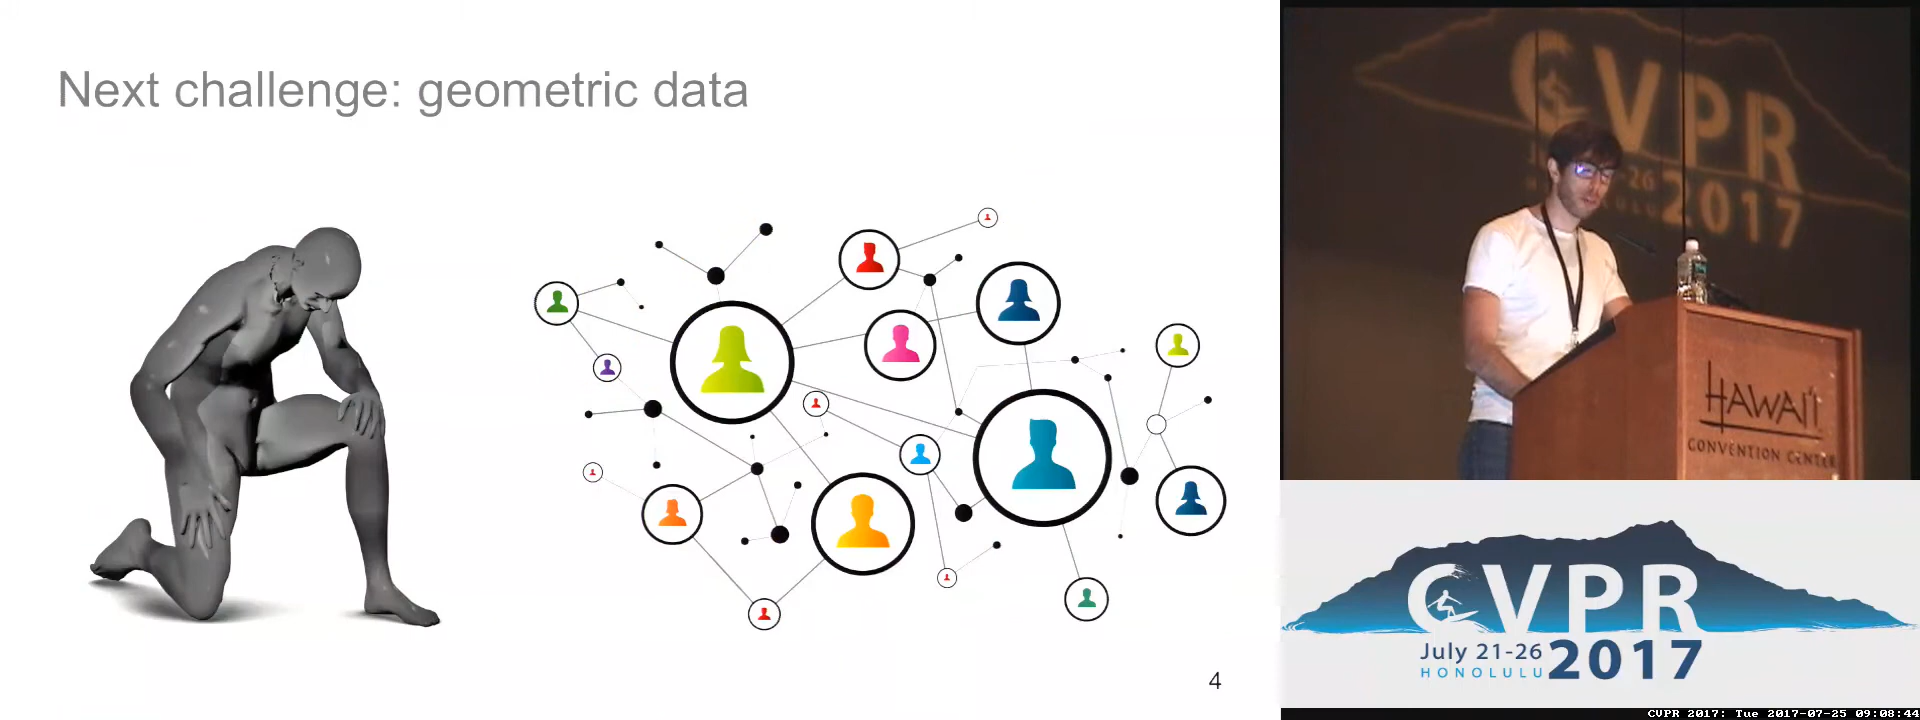 Next challenge: geometric data
4
CVPR
-26
2017
HAWAI'I
CONVENTION CENTER
CVPR
July 21-26
HONOLULU
2017
CVPR 2017: Tue 2017-07-25 09:08:44